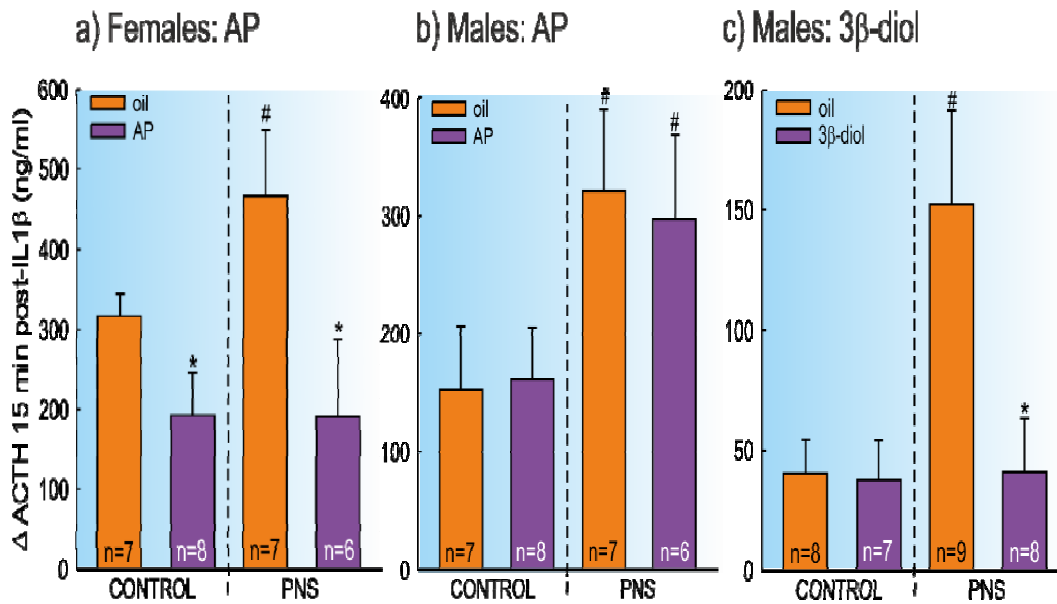 a) Females: AP
b) Males: AP
c) Males: 3β-diol
Δ ACTH 15 min post-IL1β (ng/ml)
600
500
400
300
200
100
0
oil
AP
#
*
*
n=7
n=8
n=7
n=6
CONTROL
PNS
400
300
200
100
0
oil
AP
#
#
n=7
n=8
n=7
n=6
CONTROL
PNS
200
150
100
50
0
oil
3β-diol
#
*
n=8
n=7
n=9
n=8
CONTROL
PNS